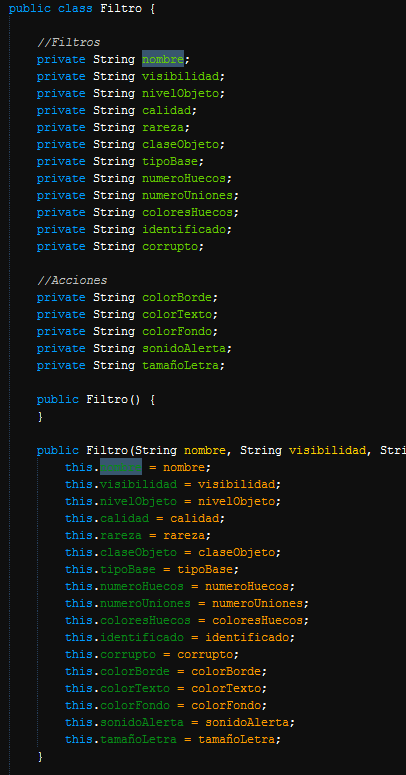 public class Filtro {
//Filtros
private String nombre;
private String visibilidad;
private String nivelObjeto;
private String calidad;
private String rareza;
private String claseObjeto;
private String tipoBase;
private String numeroHuecos;
private String numeroUniones;
private String coloresHuecos;
private String identificado;
private String corrupto;
//Acciones
private String colorBorde;
private String colorTexto;
private String colorFondo;
private String sonidoAlerta;
private String tamañoLetra;
public Filtro() {
}
public Filtro(String nombre, String visibilidad, Stri
this.nombre = nombre;
this.visibilidad = visibilidad;
this.nivelObjeto = nivelObjeto;
this.calidad = calidad;
this.rareza = rareza;
this.claseObjeto = claseObjeto;
this.tipoBase = tipoBase;
this.numeroHuecos = numeroHuecos;
this.numeroUniones = numeroUniones;
this.coloresHuecos = coloresHuecos;
this.identificado = identificado;
this.corrupto = corrupto;
this.colorBorde = colorBorde;
this.colorTexto = colorTexto;
this.colorFondo = colorFondo;
this.sonidoAlerta = sonidoAlerta;
this.tamañoLetra = tamañoLetra;
}